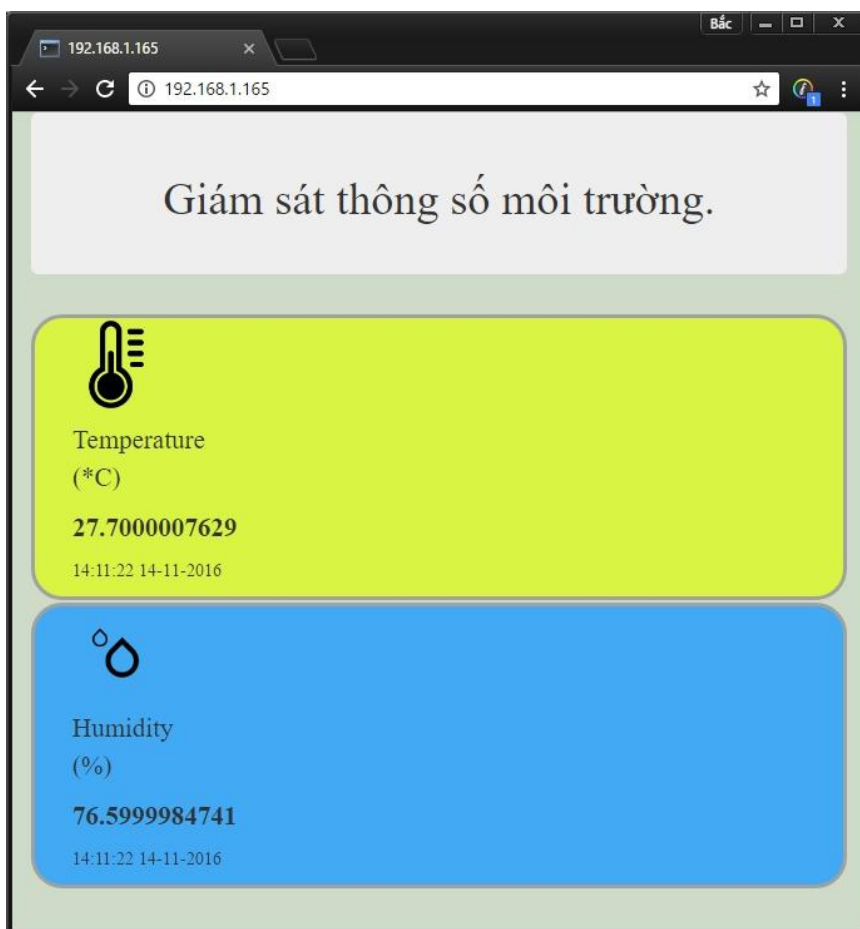 Bắc
192.168.1.165
192.168.1.165
1
Giám sát thông số môi trường.
Temperature
(*C)
27.7000007629
14:11:22 14-11-2016
Humidity
(%)
76.5999984741
14:11:22 14-11-2016